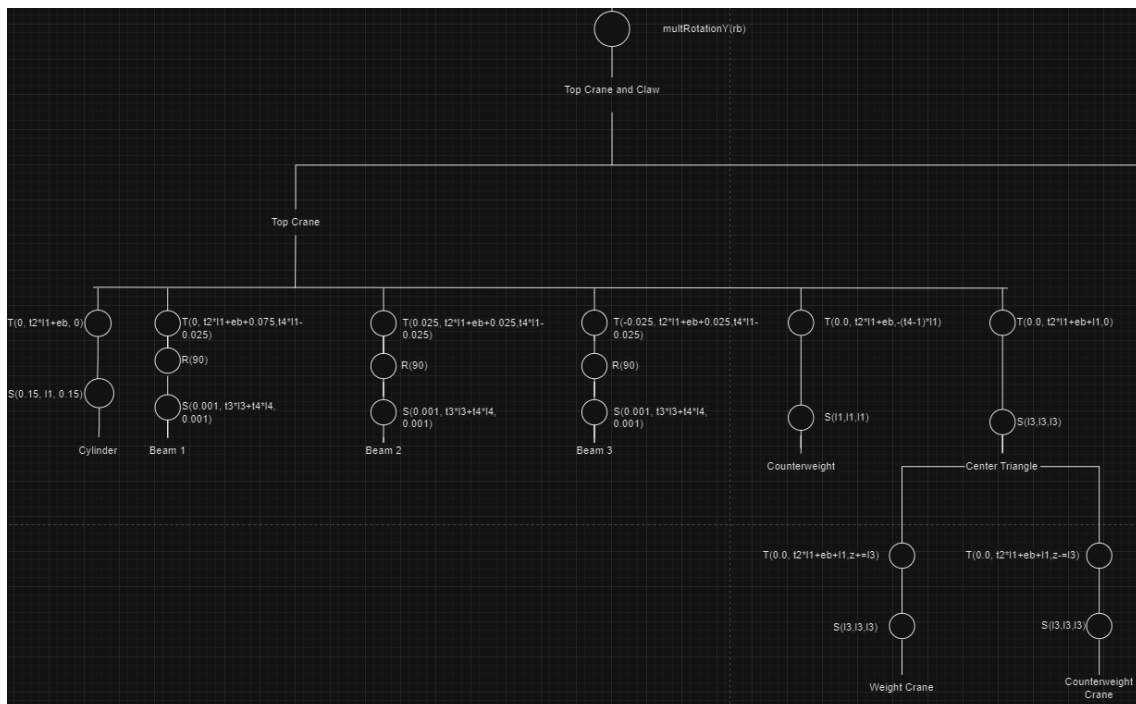 multRotationY(rb)
Top Crane and Claw
Top Crane
T(0, t2*l1+eb, 0)
T(0, t2*l1+eb+0.075,t4*l1-
0.025)
T(0.025, t2*l1+eb+0.025,t4*l1-
0.025)
T(-0.025, t2*l1+eb+0.025,t4*l1-
0.025)
T(0.0, t2*l1+eb,-(t4-1)*l1)
T(0.0, t2*l1+eb+l1,0)
R(90)
R(90)
R(90)
S(0.15, l1, 0.15)
S(0.001, t3*l3+t4*l4,
0.001)
S(0.001, t3*l3+t4*l4,
0.001)
S(0.001, t3*l3+t4*l4,
0.001)
S(l1,l1,l1)
S(l3,l3,l3)
Cylinder
Beam 1
Beam 2
Beam 3
Counterweight
Center Triangle
T(0.0, t2*l1+eb+l1,z+=l3)
T(0.0, t2*l1+eb+l1,z-=l3)
S(l3,l3,l3)
S(l3,l3,l3)
Weight Crane
Counterweight
Crane